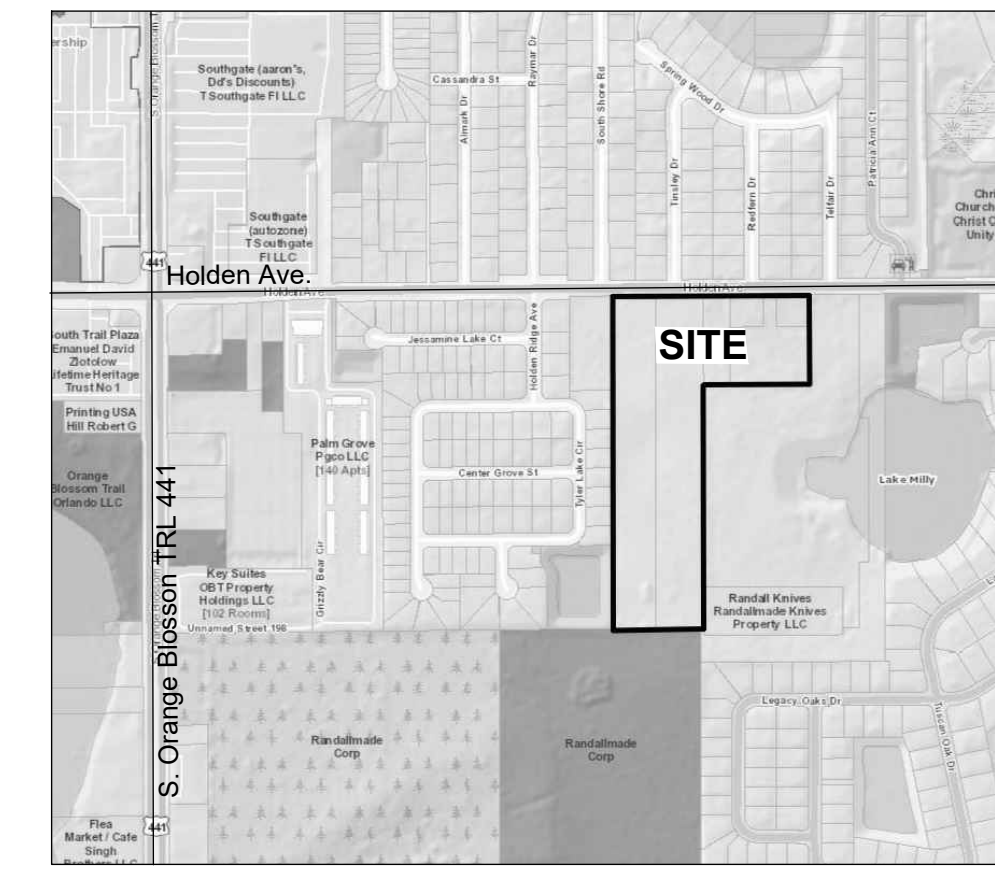 ership
S. Orange Blossom T
Southgate (aaron's,
Dd's Discounts)
T Southgate Fl LLC
Cassandra St
Almark Dr
Raymar Dr
South Shore Rd
Spring Wood Dr
Tinsley Dr
Redfern Dr
Telfair Dr
Patricia Ann Ct
Chri
Church
Christ C
Unity
Southgate
(autozone)
T Southgate
Fl LLC
441
Holden Ave.
Holden Ave
Holden Ave
outh Trail Plaza
Emanuel David
Zlotolow
ifetime Heritage
Trust No 1
Printing USA
Hill Robert G
Orange
Blossom Trail
Orlando LLC
Jessamine Lake Ct
Holden Ridge Ave
SITE
Palm Grove
Pgco LLC
[140 Apts]
Center Grove St
Tyler Lake Cir
Lake Milly
Grizzly Bear Cir
Key Suites
OBT Property
Holdings LLC
[102 Rooms]
Unnamed Street 198
Randall Knives
Randallmade Knives
Property LLC
S. Orange Blosson TRL 441
Randallmade
Corp
Randallmade
Corp
Legacy Oaks Dr
Tuscan Oak Dr
Flea
Market / Cafe
Singh
Brothers LLC
441